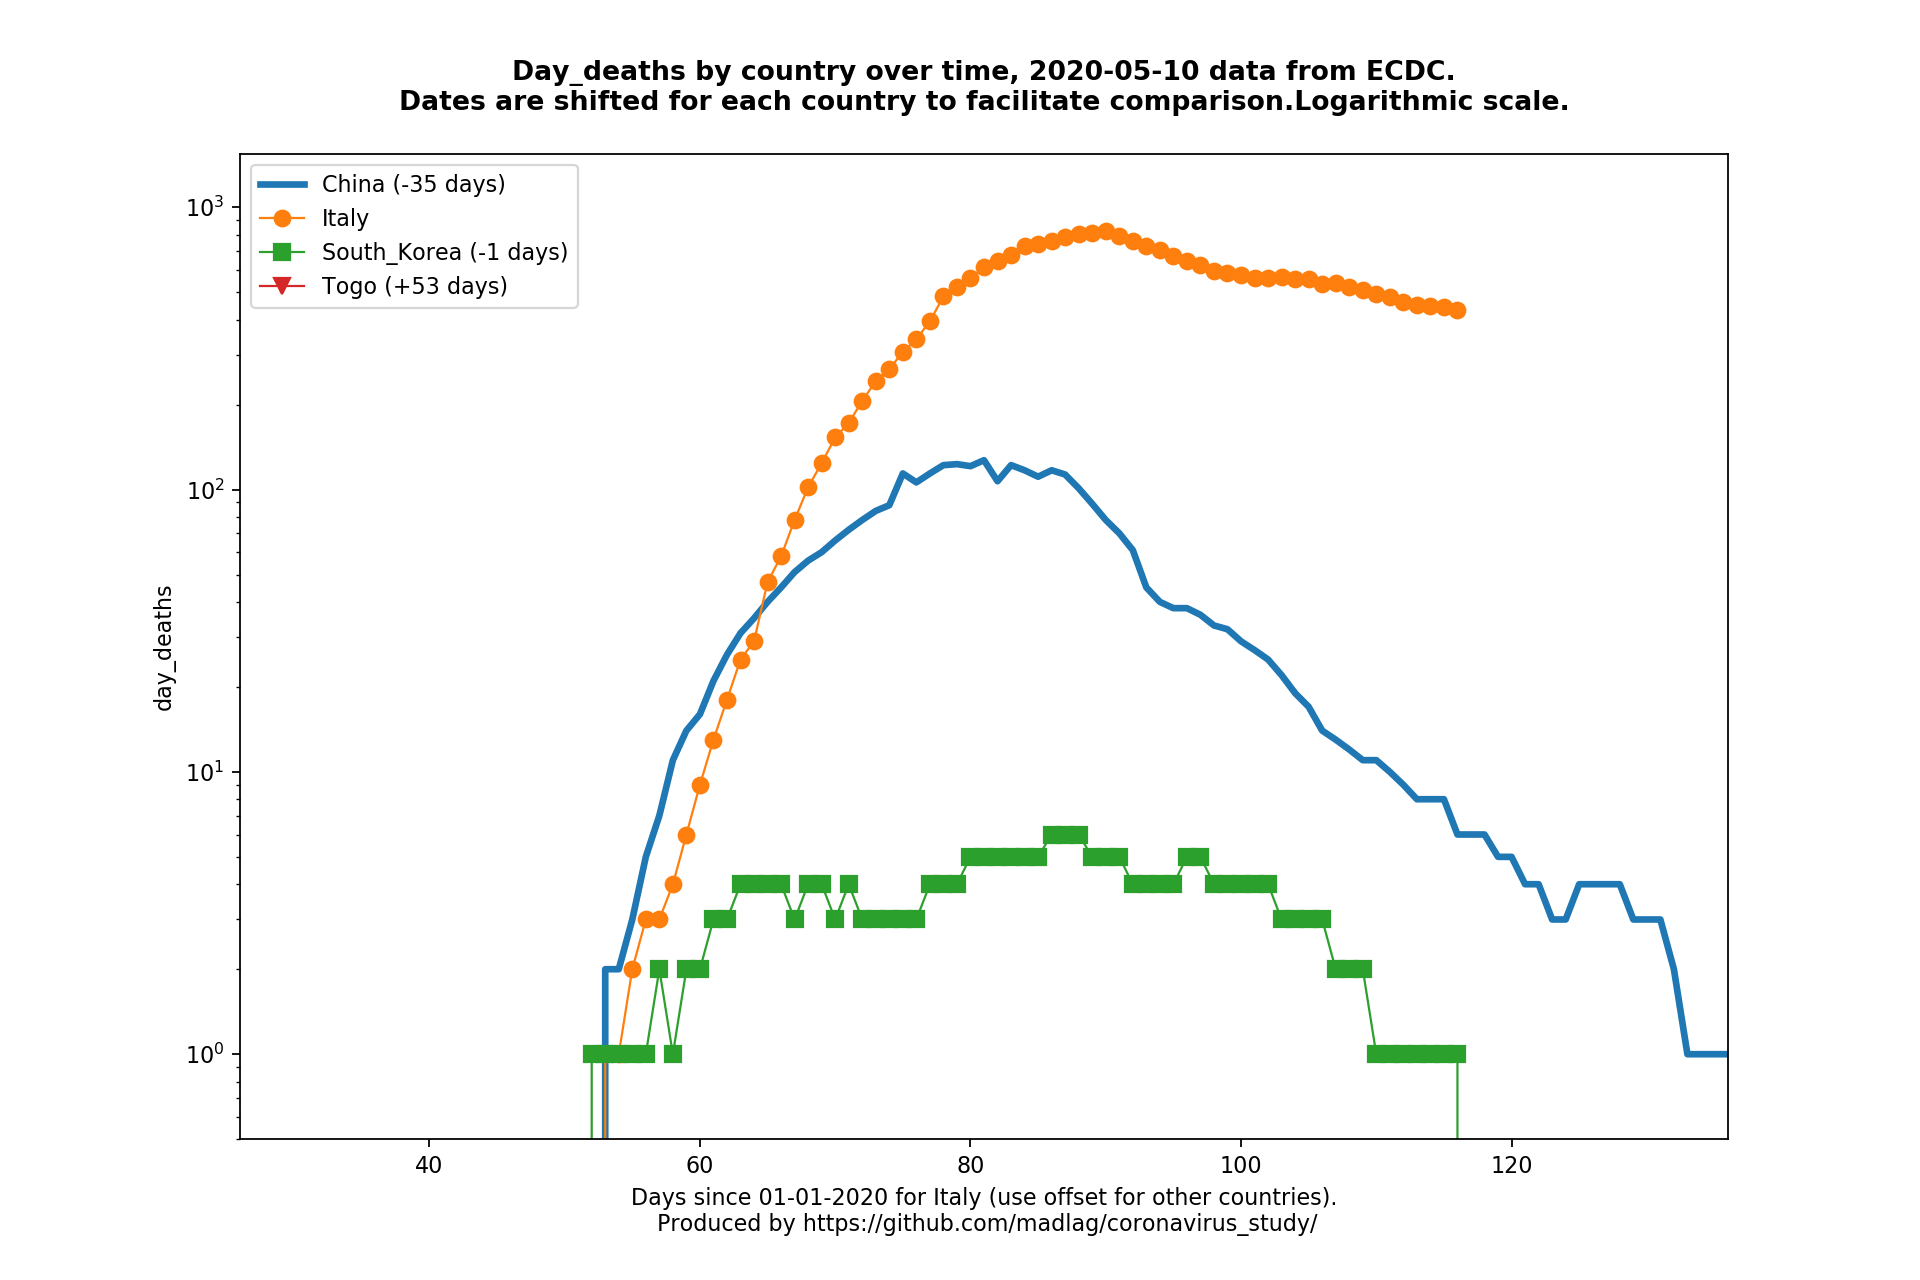 Day_deaths by country over time, 2020-05-10 data from ECDC.
Dates are shifted for each country to facilitate comparison.Logarithmic scale.
China (-35 days)
Italy
South_Korea (-1 days)
Togo (+53 days)
10³
10²
10¹
10⁰
day_deaths
40 60 80 100 120
Days since 01-01-2020 for Italy (use offset for other countries).
Produced by https://github.com/madlag/coronavirus_study/